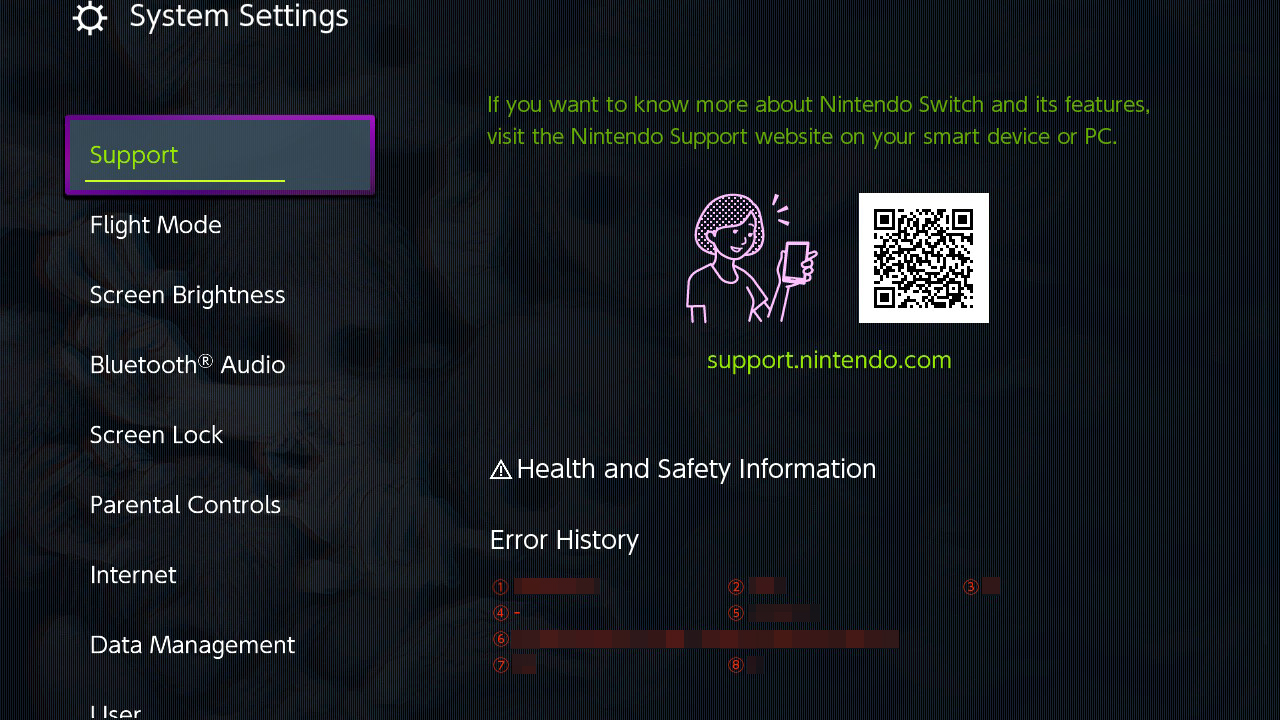 System Settings
Support
Flight Mode
Screen Brightness
Bluetooth® Audio
Screen Lock
Parental Controls
Internet
Data Management
User
If you want to know more about Nintendo Switch and its features,
visit the Nintendo Support website on your smart device or PC.
support.nintendo.com
⚠Health and Safety Information
Error History
① ② ③
④ - ⑤
⑥
⑦ ⑧